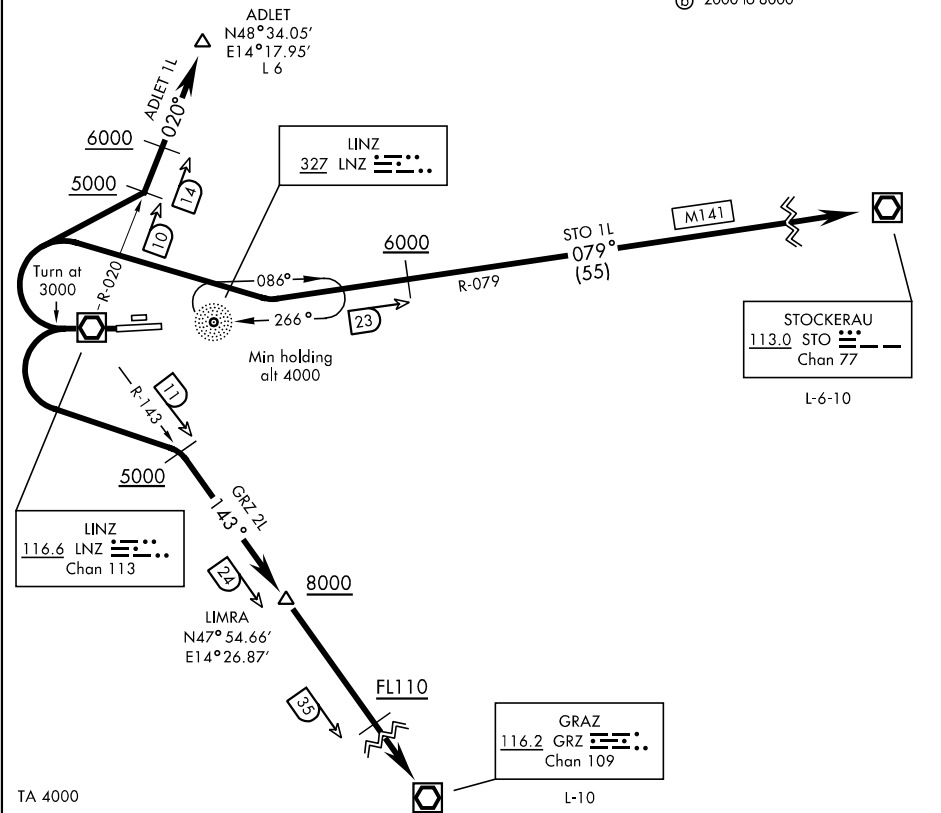 ⓑ 2000 to 8000
ADLET
N48°34.05'
E14°17.95'
L 6
ADLET 1L
020°
6000
14
5000
10
R-020
Turn at
3000
LINZ
327 LNZ
086°
266°
Min holding
alt 4000
23
6000
R-079
STO 1L
079°
(55)
M141
STOCKERAU
113.0 STO
Chan 77
L-6-10
R-143
11
5000
LINZ
116.6 LNZ
Chan 113
GRZ 2L
143°
24
8000
LIMRA
N47°54.66'
E14°26.87'
35
FL110
GRAZ
116.2 GRZ
Chan 109
L-10
TA 4000